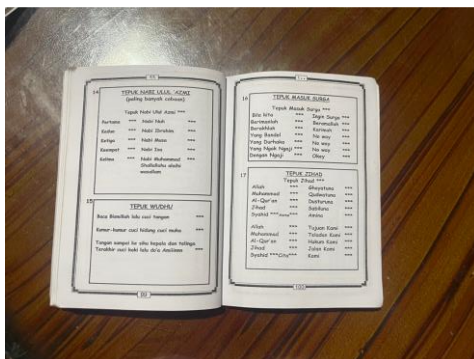 14
TEPUK NABI ULUL 'AZMI
(paling banyak cobaan)
Tepuk Nabi Ulul Azmi ***
Pertama *** Nabi Nuh ***
Kedua *** Nabi Ibrahim ***
Ketiga *** Nabi Musa ***
Keempat *** Nabi Isa ***
Kelima *** Nabi Muhammad ***
Shallallahu alaihi
wasallam
15
TEPUK WUDHU
Baca Bismillah lalu cuci tangan ***
Kumur-kumur cuci hidung cuci muka ***
Tangan sampai ke siku kepala dan telinga
Terakhir cuci kaki lalu do'a Amiiinnn ***
99
16
TEPUK MASUK SURGA
Tepuk Masuk Surga ***
Bila kita *** Ingin Surga ***
Berimanlah *** Beramallah ***
Berakhlak *** Karimah ***
Yang Bandel *** No way ***
Yang Durhaka *** No way ***
Yang Ngak Ngaji *** No way ***
Dengan Ngaji *** Okey ***
17
TEPUK JIHAD
Tepuk Jihad ***
Allah *** Ghoyatuna ***
Muhammad *** Qudwatuna ***
Al-Qur'an *** Dusturuna ***
Jihad *** Sabiluna ***
Syahid *** *** Amina ***
Allah *** Tujuan Kami ***
Muhammad *** Teladan Kami ***
Al-Qur'an *** Hukum Kami ***
Jihad *** Jalan Kami ***
Syahid ***Cita*** Kami ***
100